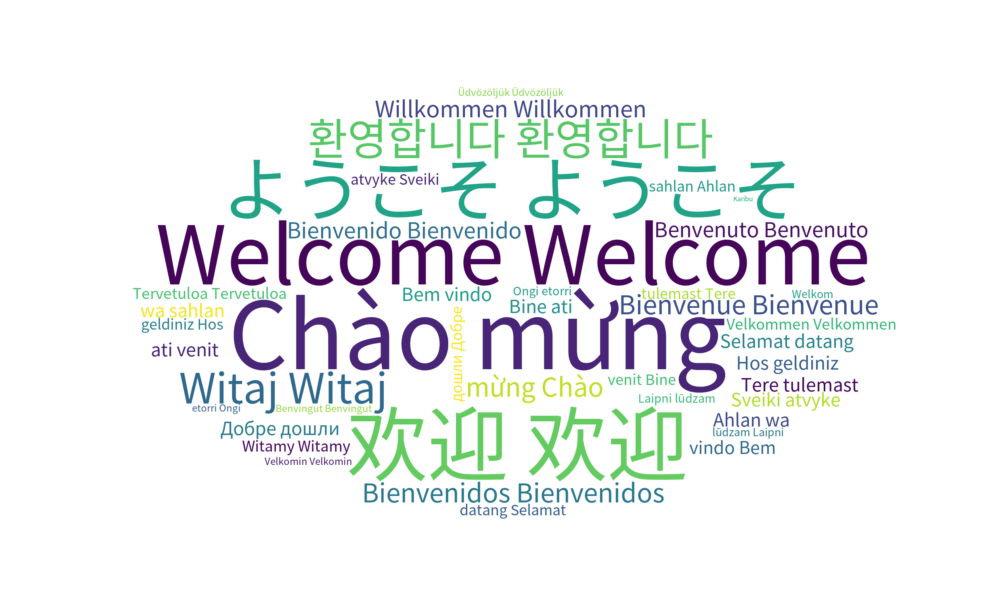 Üdvözöljük Üdvözöljük
Willkommen Willkommen
환영합니다 환영합니다
ようこそ ようこそ
atvyke Sveiki
sahlan Ahlan
Karibu
Bienvenido Bienvenido
Benvenuto Benvenuto
Welcome Welcome
Tervetuloa Tervetuloa
Bem vindo
Ongi etorri
tulemast Tere
Welkom
wa sahlan
Bine ati
Bienvenue Bienvenue
geldiniz Hos
Velkommen Velkommen
Chào mừng
дошли Добре
Selamat datang
ati venit
Hos geldiniz
Witaj Witaj
mừng Chào
venit Bine
Tere tulemast
Laipni lūdzam
Sveiki atvyke
etorri Ongi
Benvingut Benvingut
欢迎 欢迎
Ahlan wa
Добре дошли
lūdzam Laipni
Witamy Witamy
vindo Bem
Velkomin Velkomin
Bienvenidos Bienvenidos
datang Selamat